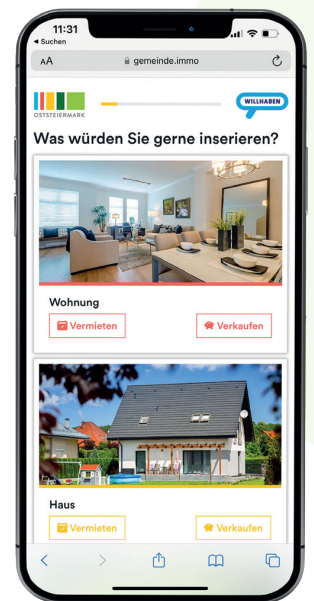 11:31
Suchen
AA gemeinde.immo
OSTSTEIERMARK
WILLHABEN
Was würden Sie gerne inserieren?
Wohnung
Vermieten Verkaufen
Haus
Vermieten Verkaufen